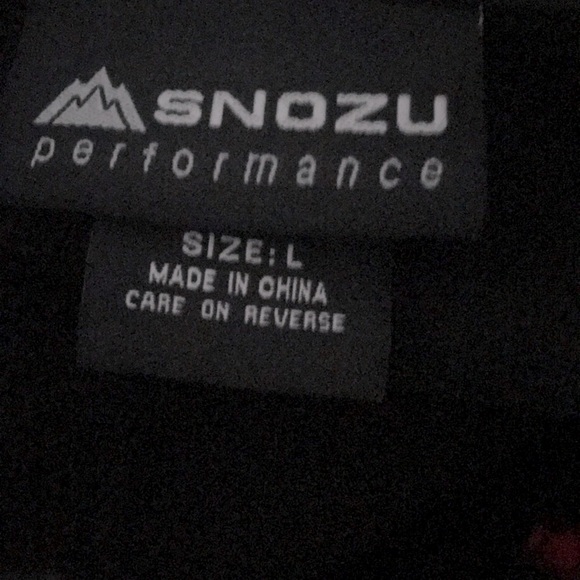 SNOZU
performance
SIZE: L
MADE IN CHINA
CARE ON REVERSE